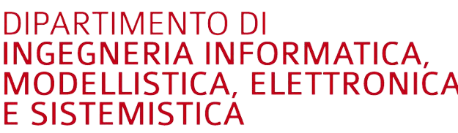 DIPARTIMENTO DI
INGEGNERIA INFORMATICA,
MODELLISTICA, ELETTRONICA
E SISTEMISTICA